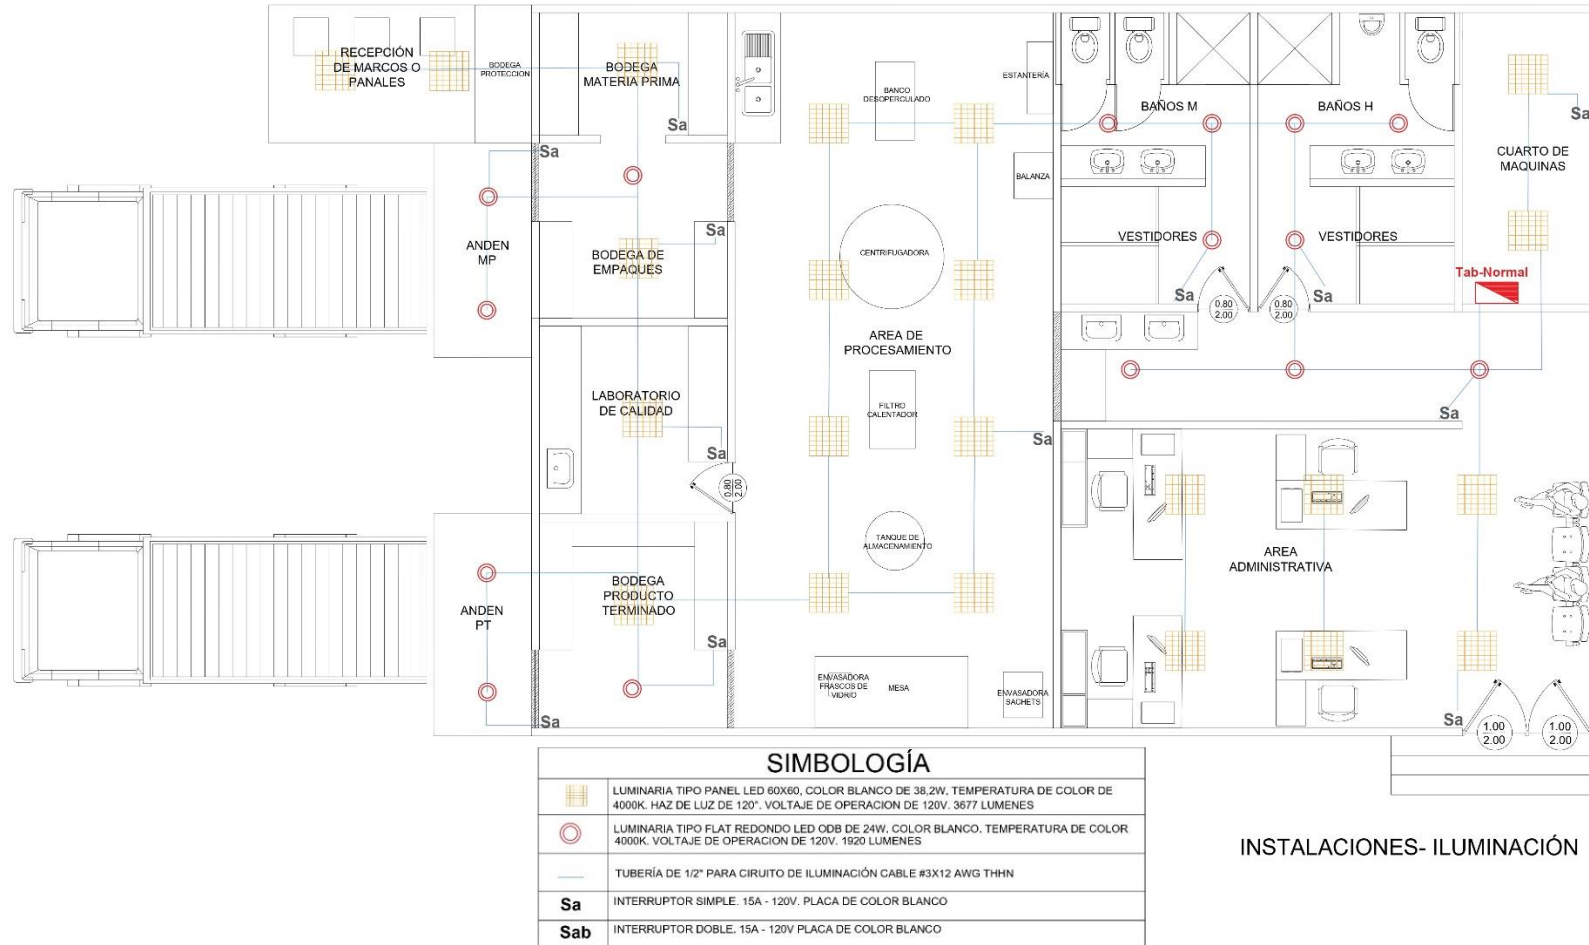 RECEPCIÓN
DE MARCOS O
PANALES
BODEGA
PROTECCION
BODEGA
MATERIA PRIMA
Sa
Sa
ANDEN
MP
Sa
BODEGA DE
EMPAQUES
LABORATORIO
DE CALIDAD
Sa
0.80
2.00
BODEGA
PRODUCTO
TERMINADO
ANDEN
PT
Sa
Sa
BANCO
DESOPERCULADO
ESTANTERÍA
BALANZA
CENTRIFUGADORA
AREA DE
PROCESAMIENTO
FILTRO
CALENTADOR
Sa
TANQUE DE
ALMACENAMIENTO
ENVASADORA
FRASCOS DE
VIDRIO
MESA
ENVASADORA
SACHETS
BAÑOS M
BAÑOS H
VESTIDORES
VESTIDORES
Sa
0.80
2.00
0.80
2.00
Sa
Sa
CUARTO DE
MAQUINAS
Tab-Normal
Sa
AREA
ADMINISTRATIVA
Sa
1.00
2.00
1.00
2.00
SIMBOLOGÍA
LUMINARIA TIPO PANEL LED 60X60, COLOR BLANCO DE 38,2W, TEMPERATURA DE COLOR DE
4000K. HAZ DE LUZ DE 120°. VOLTAJE DE OPERACION DE 120V. 3677 LUMENES
LUMINARIA TIPO FLAT REDONDO LED ODB DE 24W. COLOR BLANCO. TEMPERATURA DE COLOR
4000K. VOLTAJE DE OPERACION DE 120V. 1920 LUMENES
TUBERÍA DE 1/2" PARA CIRUITO DE ILUMINACIÓN CABLE #3X12 AWG THHN
Sa INTERRUPTOR SIMPLE. 15A - 120V. PLACA DE COLOR BLANCO
Sab INTERRUPTOR DOBLE. 15A - 120V PLACA DE COLOR BLANCO
INSTALACIONES- ILUMINACIÓN